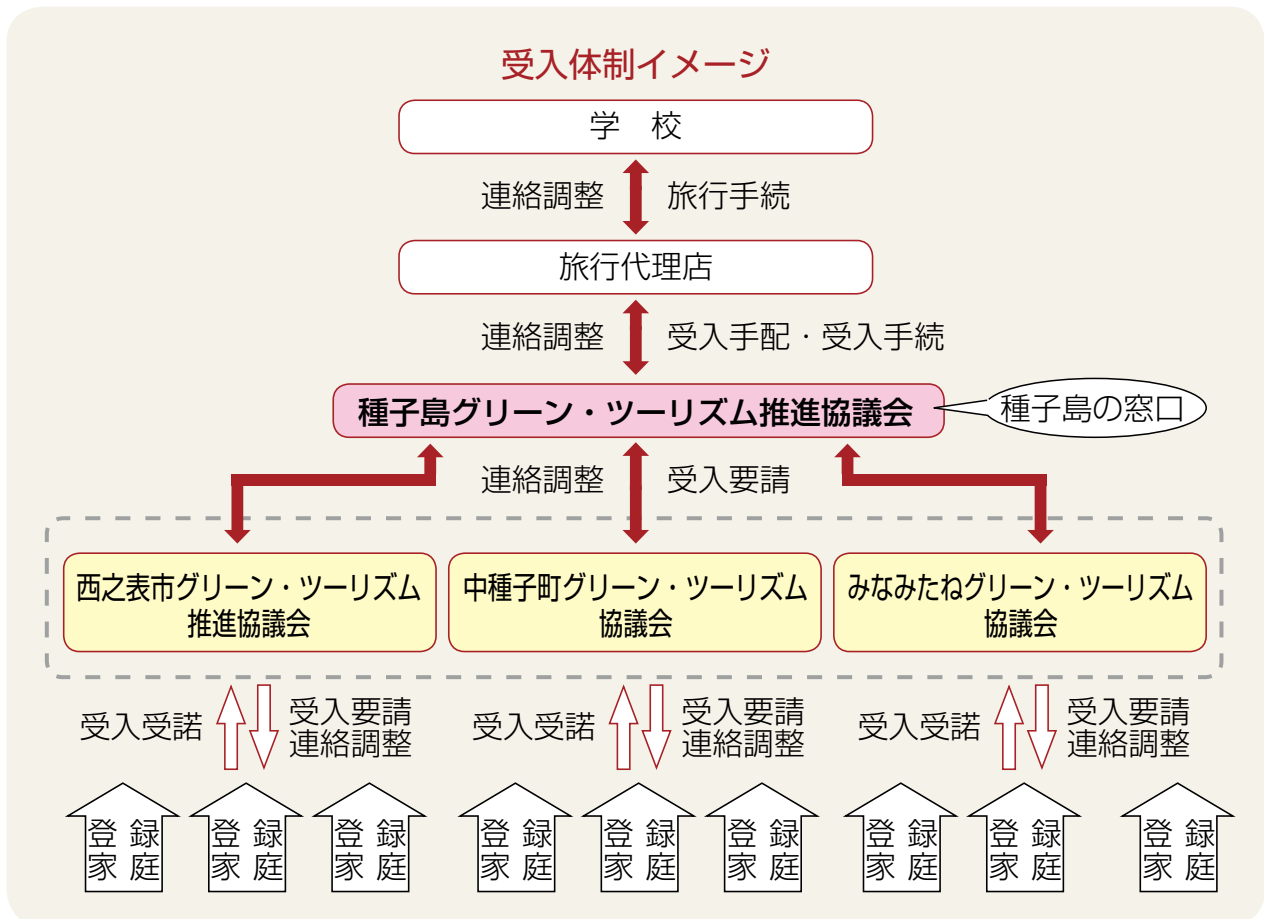 受入体制イメージ
学　校
連絡調整　旅行手続
旅行代理店
連絡調整　受入手配・受入手続
種子島グリーン・ツーリズム推進協議会
種子島の窓口
連絡調整　受入要請
西之表市グリーン・ツーリズム
推進協議会
中種子町グリーン・ツーリズム
協議会
みなみたねグリーン・ツーリズム
協議会
受入受諾
受入要請
連絡調整
受入受諾
受入要請
連絡調整
受入受諾
受入要請
連絡調整
登録
家庭
登録
家庭
登録
家庭
登録
家庭
登録
家庭
登録
家庭
登録
家庭
登録
家庭
登録
家庭